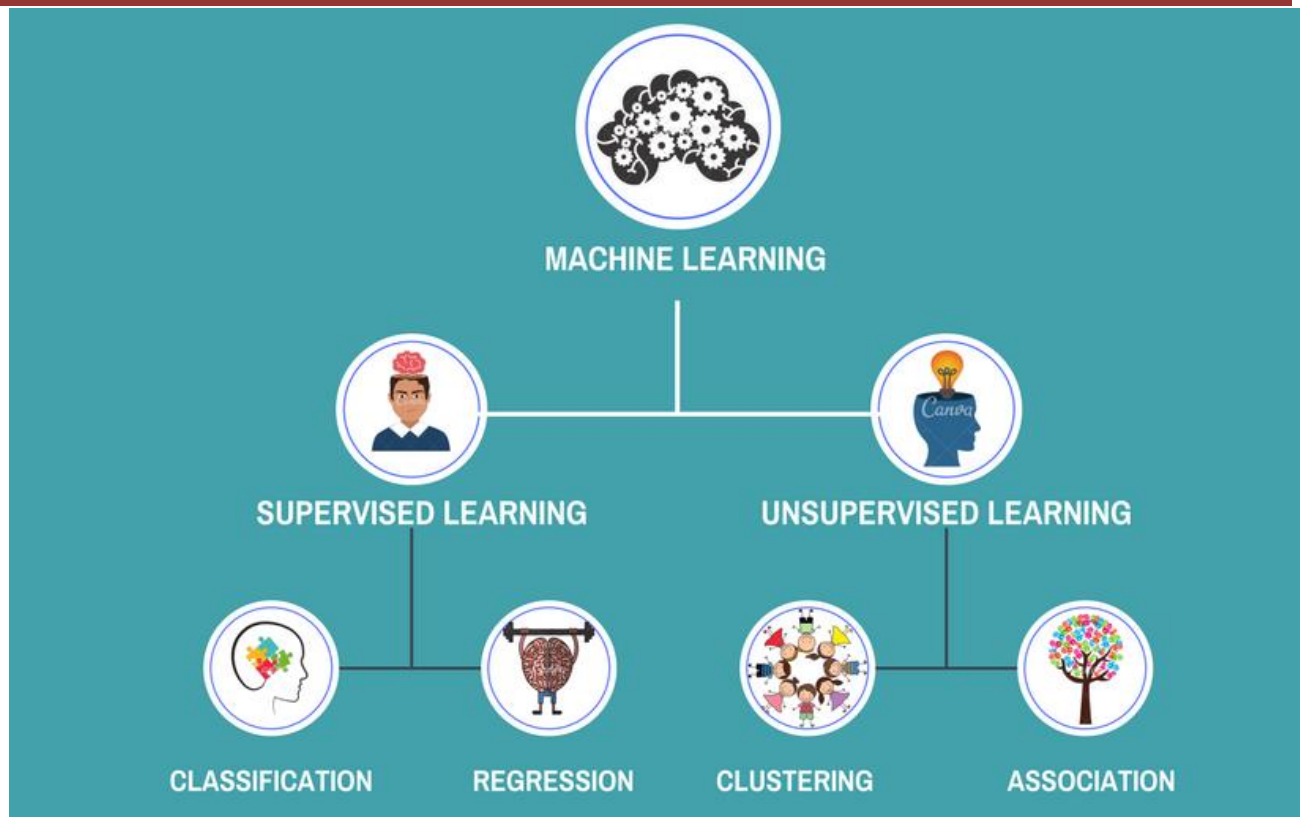 MACHINE LEARNING
Canva
SUPERVISED LEARNING
UNSUPERVISED LEARNING
CLASSIFICATION
REGRESSION
CLUSTERING
ASSOCIATION